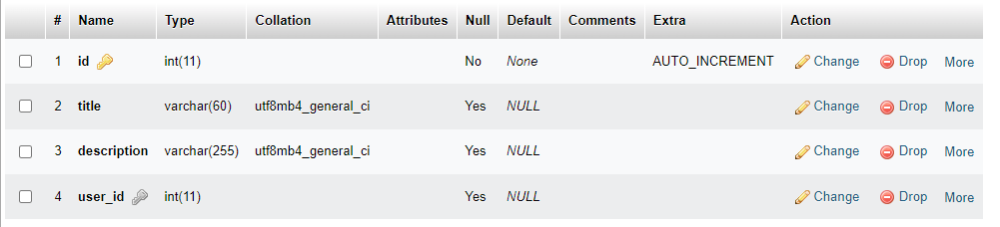 # Name Type Collation Attributes Null Default Comments Extra Action
1 id int(11) No None AUTO_INCREMENT Change Drop More
2 title varchar(60) utf8mb4_general_ci Yes NULL Change Drop More
3 description varchar(255) utf8mb4_general_ci Yes NULL Change Drop More
4 user_id int(11) Yes NULL Change Drop More